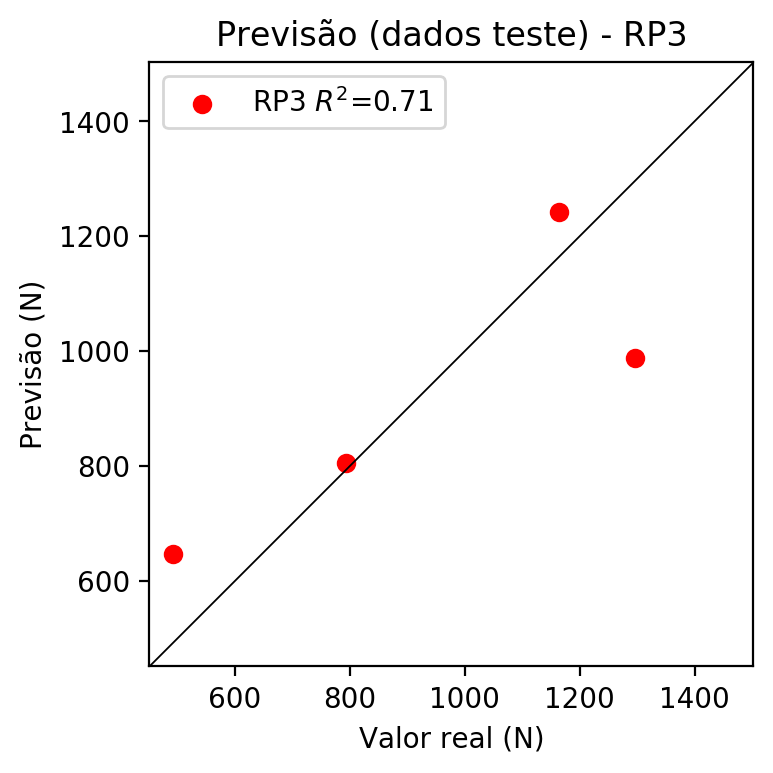 Previsão (dados teste) - RP3
RP3 R²=0.71
1400
1200
1000
800
600
Previsão (N)
600 800 1000 1200 1400
Valor real (N)